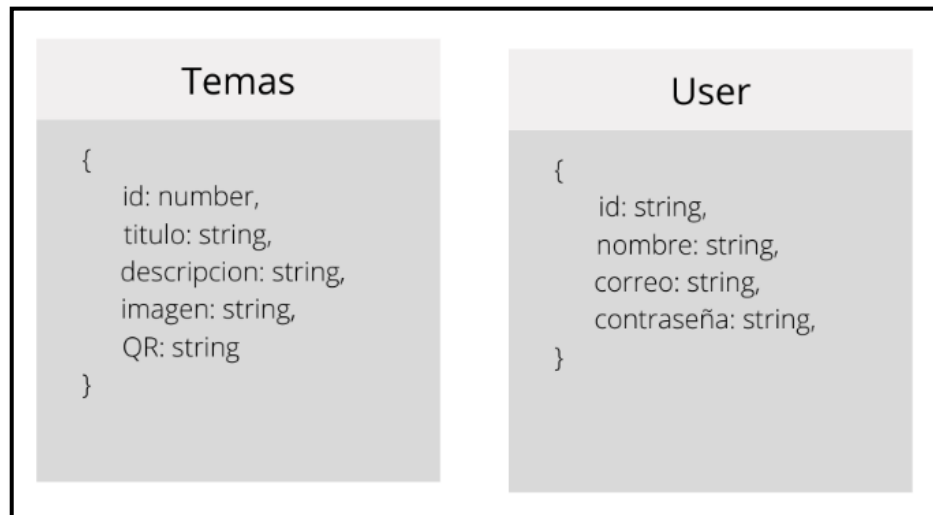 Temas
{
id: number,
titulo: string,
descripcion: string,
imagen: string,
QR: string
}
User
{
id: string,
nombre: string,
correo: string,
contraseña: string,
}